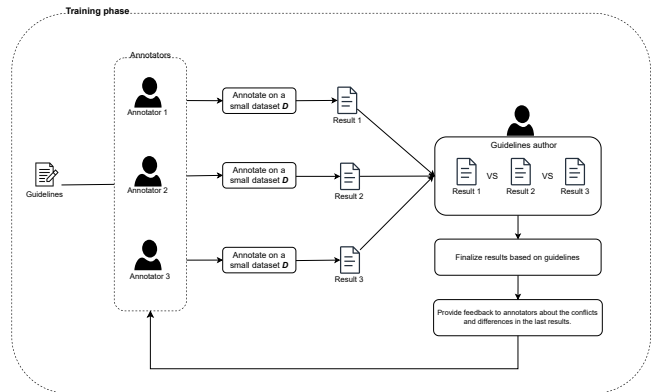 Training phase
Annotators
Annotator 1
Annotate on a
small dataset D
Result 1
Guidelines
Annotator 2
Annotate on a
small dataset D
Result 2
Annotator 3
Annotate on a
small dataset D
Result 3
Guidelines author
VS
VS
Result 1
Result 2
Result 3
Finalize results based on guidelines
Provide feedback to annotators about the conflicts
and differences in the last results.